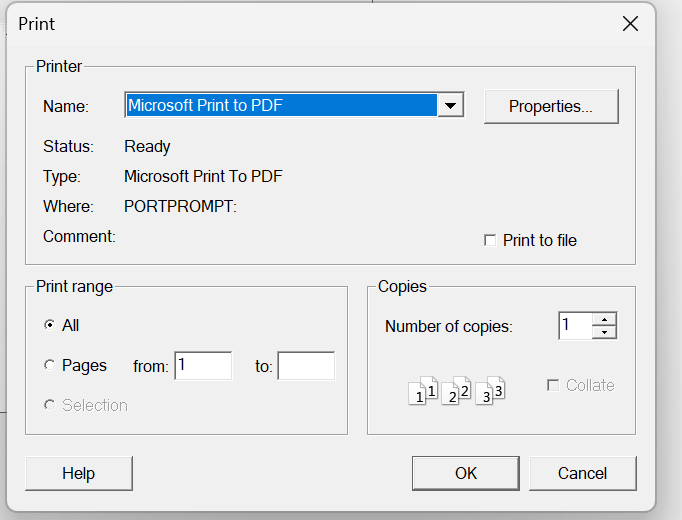 Print
Printer
Name: Microsoft Print to PDF Properties...
Status: Ready
Type: Microsoft Print To PDF
Where: PORTPROMPT:
Comment:
Print to file
Print range
All
Pages from: 1 to:
Selection
Copies
Number of copies: 1
1 1 2 2 3 3
Collate
Help OK Cancel